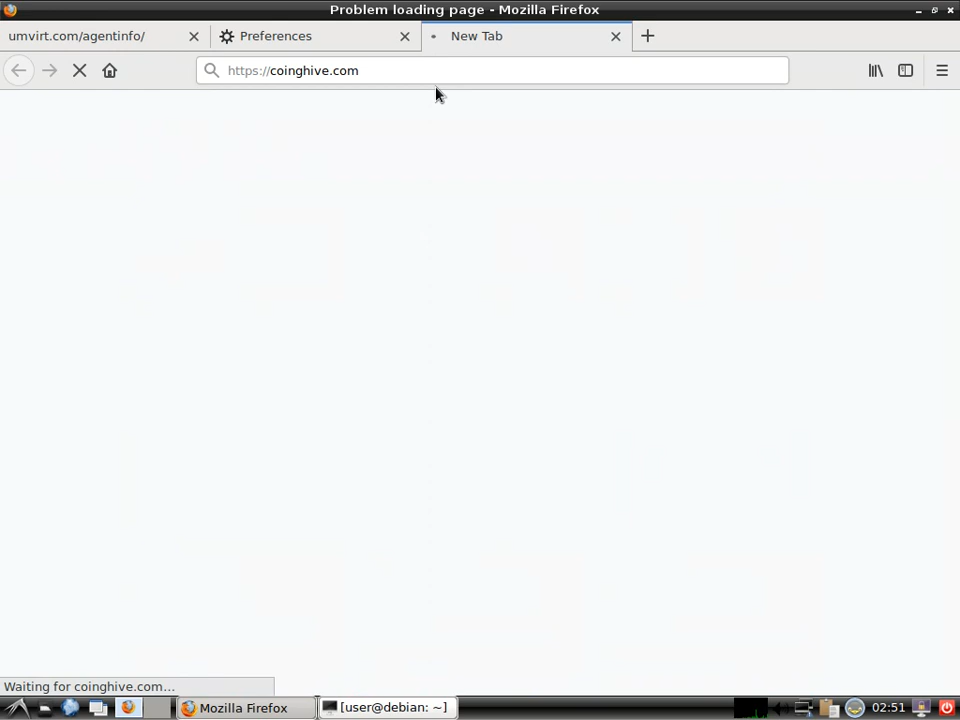 Problem loading page - Mozilla Firefox
umvirt.com/agentinfo/
Preferences
New Tab
https://coinghive.com
Waiting for coinghive.com...
Mozilla Firefox
[user@debian: ~]
02:51